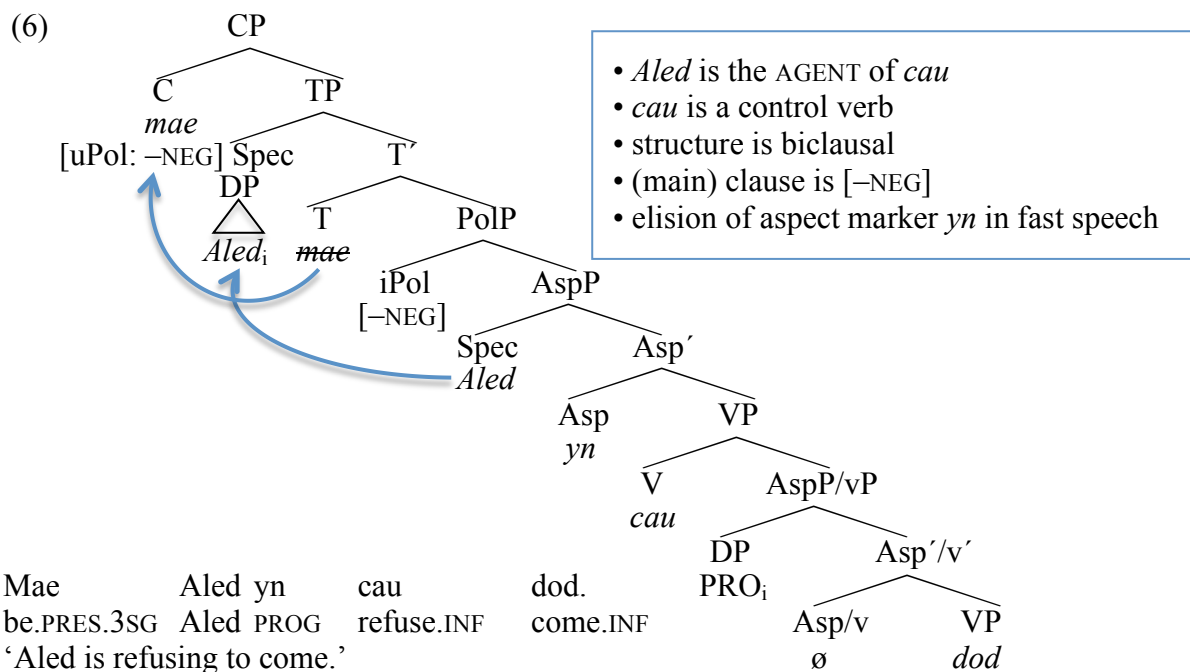 (6)
CP
C TP
mae
[uPol: –NEG] Spec T´
DP
Aledᵢ T PolP
mae
iPol AspP
[–NEG]
Spec Asp´
Aled
Asp VP
yn
V AspP/vP
cau
DP Asp´/v´
PROᵢ
Asp/v VP
ø dod
• Aled is the AGENT of cau
• cau is a control verb
• structure is biclausal
• (main) clause is [–NEG]
• elision of aspect marker yn in fast speech
Mae Aled yn cau dod.
be.PRES.3SG Aled PROG refuse.INF come.INF
‘Aled is refusing to come.’